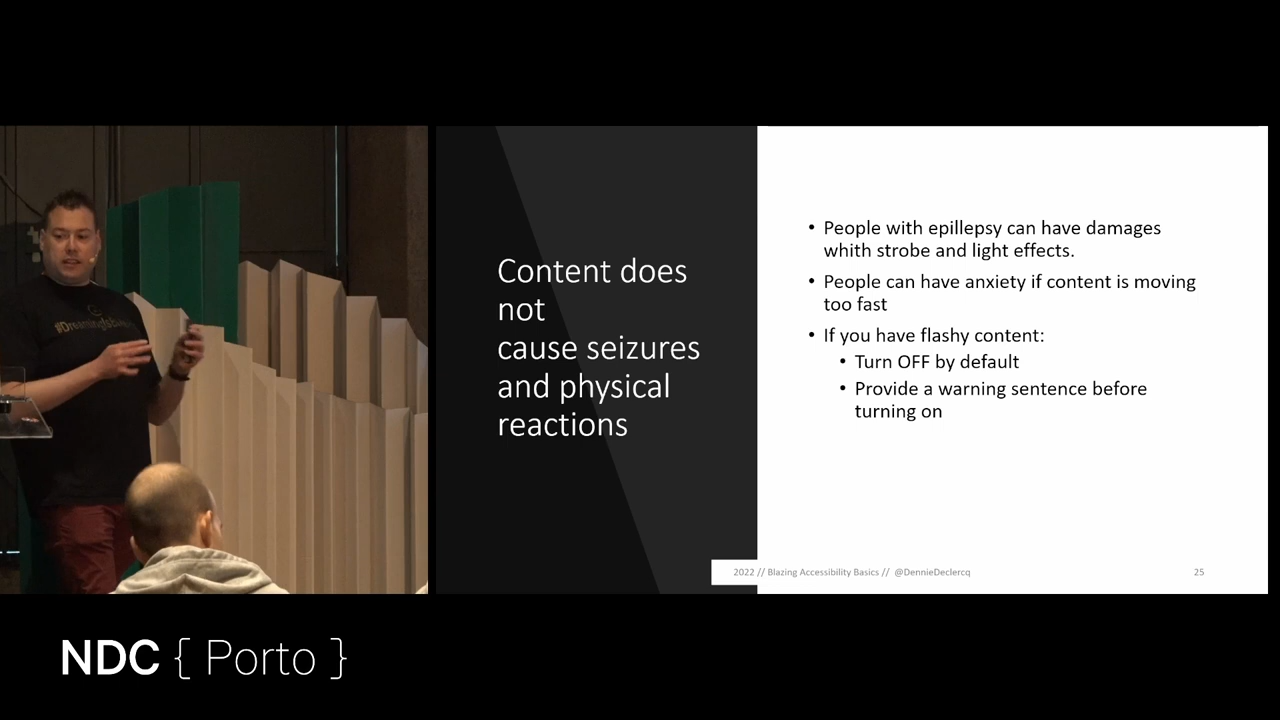 #DreamingIs
Content does
not
cause seizures
and physical
reactions
• People with epillepsy can have damages
whith strobe and light effects.
• People can have anxiety if content is moving
too fast
• If you have flashy content:
• Turn OFF by default
• Provide a warning sentence before
turning on
2022 // Blazing Accessibility Basics // @DennieDeclercq
25
NDC { Porto }